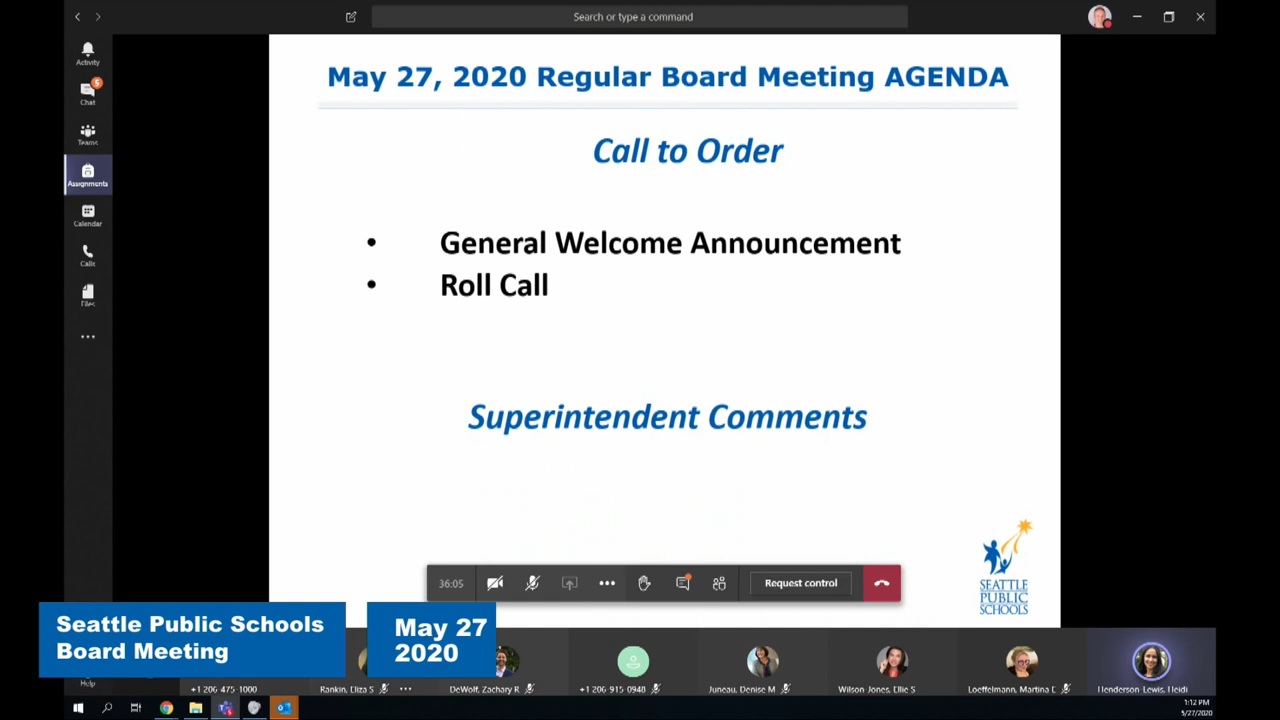 Search or type a command
Activity
5
Chat
Teams
Assignments
Calendar
Calls
Files
May 27, 2020 Regular Board Meeting AGENDA
Call to Order
• General Welcome Announcement
• Roll Call
Superintendent Comments
SEATTLE
PUBLIC
SCHOOLS
36:05
Request control
Seattle Public Schools
Board Meeting
May 27
2020
Help
+1 206-475-1000
Rankin, Eliza S
DeWolf, Zachary R
+1 206-915-0940
Juneau, Denise M
Wilson-Jones, Ellie S
Loeffelmann, Martina D
Henderson-Lewis, Heidi
1:12 PM
5/27/2020